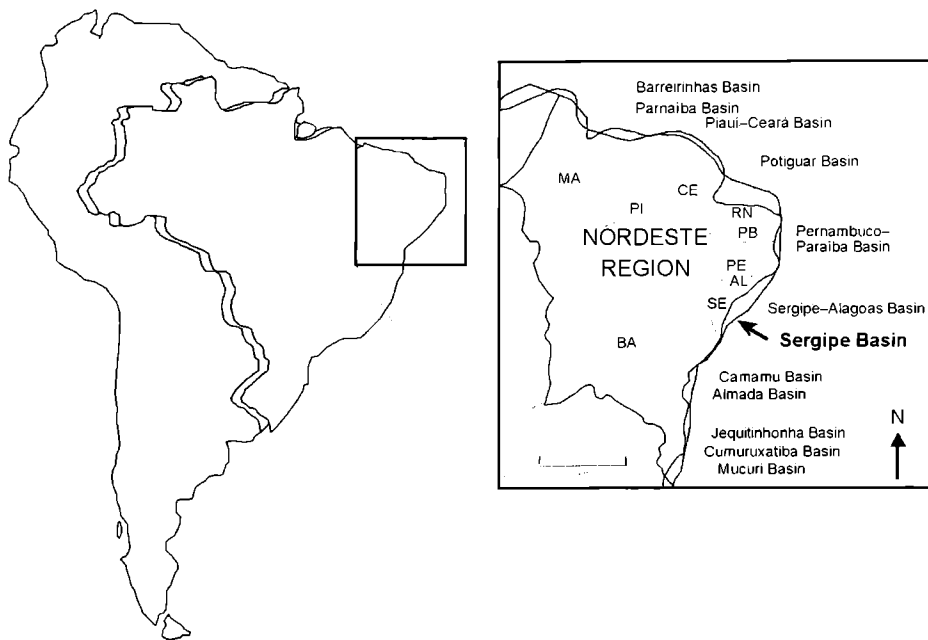 Barreirinhas Basin
Parnaiba Basin
Piaui–Ceará Basin
Potiguar Basin
MA
CE
PI
RN
NORDESTE
REGION
PB
Pernambuco–
Paraiba Basin
PE
AL
SE
Sergipe–Alagoas Basin
Sergipe Basin
BA
Camamu Basin
Almada Basin
N
Jequitinhonha Basin
Cumuruxatiba Basin
Mucuri Basin